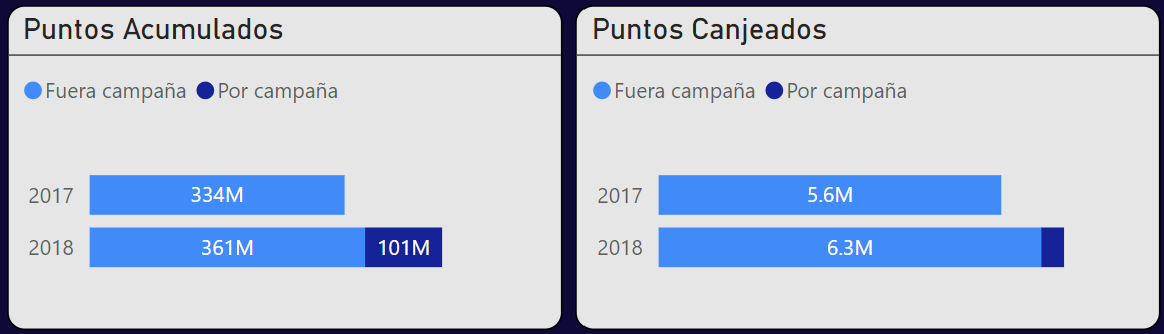 Puntos Acumulados
Fuera campaña Por campaña
2017 334M
2018 361M 101M
Puntos Canjeados
Fuera campaña Por campaña
2017 5.6M
2018 6.3M